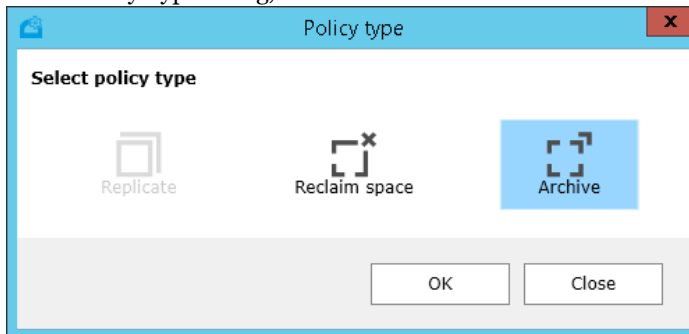 Policy type
x
Select policy type
Replicate
Reclaim space
Archive
OK
Close